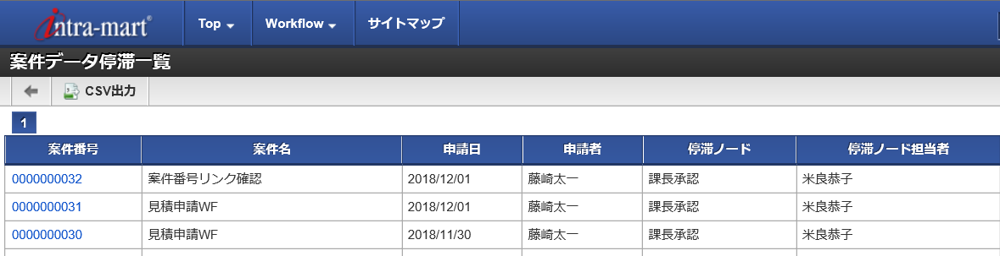 intra-mart® Top Workflow サイトマップ
案件データ停滞一覧
CSV出力
1
案件番号 案件名 申請日 申請者 停滞ノード 停滞ノード担当者
0000000032 案件番号リンク確認 2018/12/01 藤崎太一 課長承認 米良恭子
0000000031 見積申請WF 2018/12/01 藤崎太一 課長承認 米良恭子
0000000030 見積申請WF 2018/11/30 藤崎太一 課長承認 米良恭子